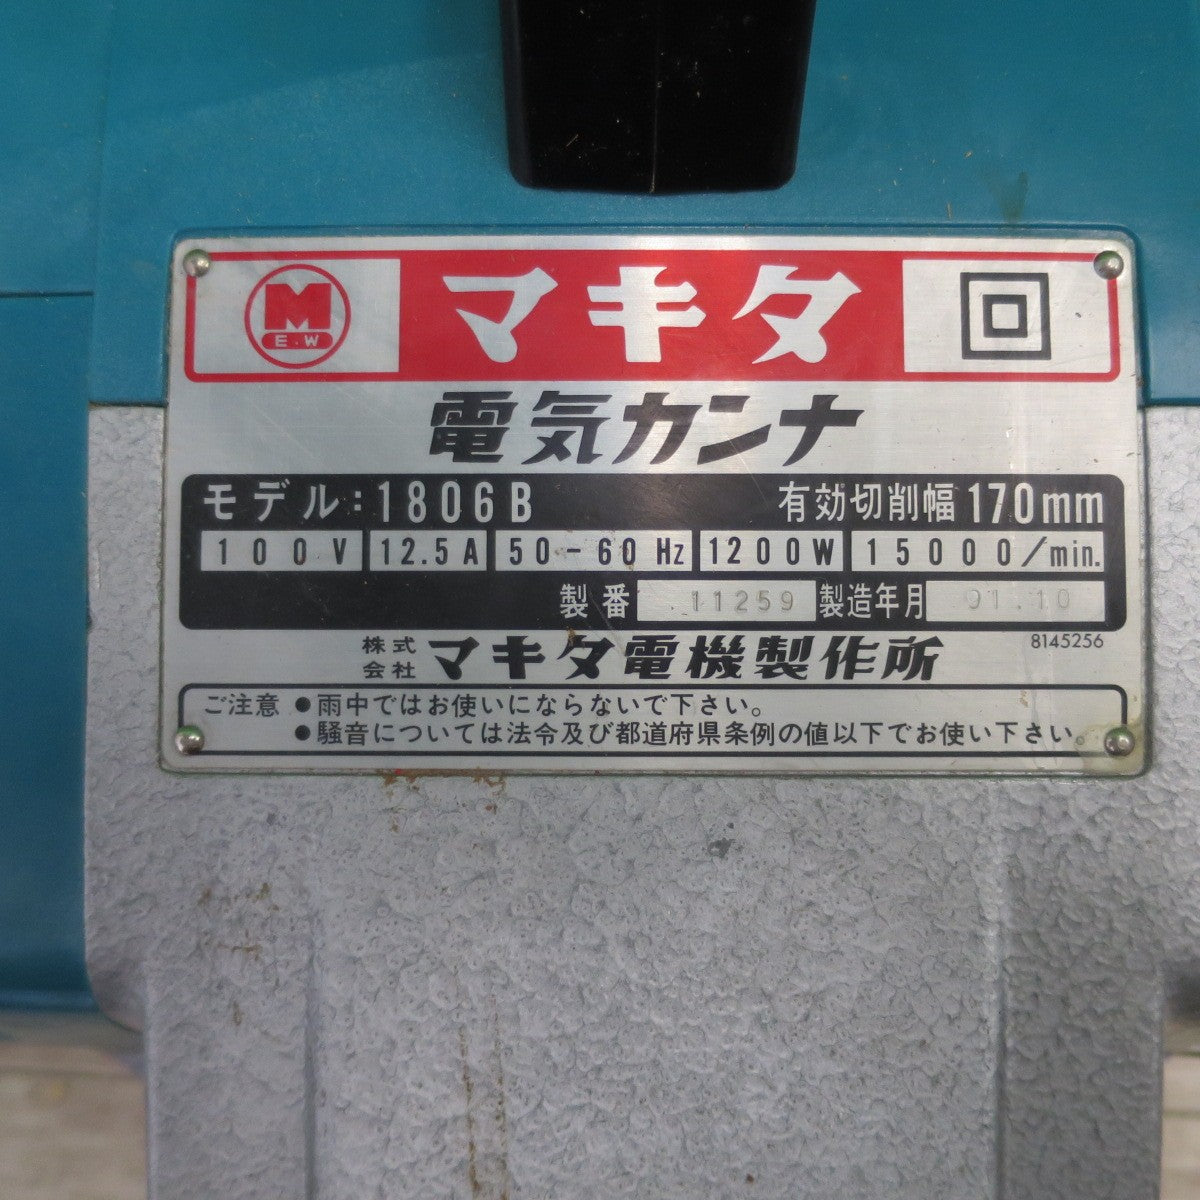 M
E.W
マキタ
電気カンナ
モデル:1806B 有効切削幅 170mm
100V 12.5A 50-60Hz 1200W 15000/min.
製番 11259 製造年月 91.10
株式会社 マキタ電機製作所 8145256
ご注意 ●雨中ではお使いにならないで下さい。
●騒音については法令及び都道府県条例の値以下でお使い下さい。